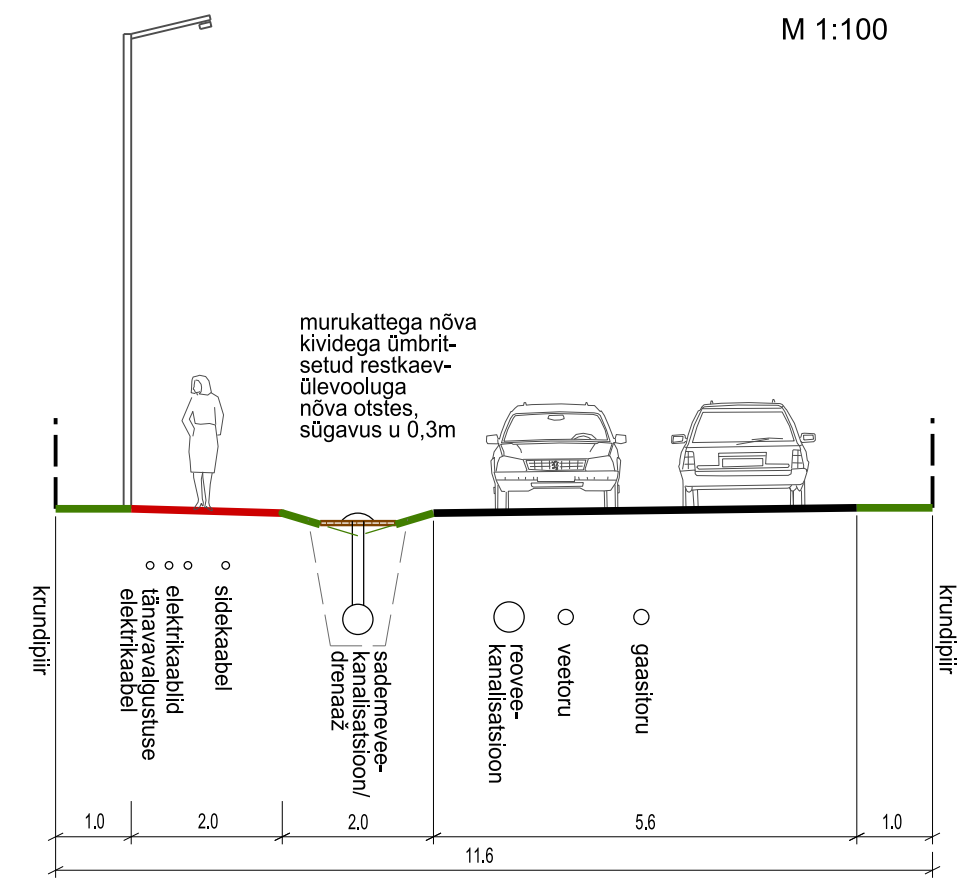 M 1:100
murukattega nõva
kividega ümbrit-
setud restkaev-
ülevooluga
nõva otstes,
sügavus u 0,3m
krundipiir
tänavavalgustuse
elektrikaabel
elektrikaablid
sidekaabel
sademevee-
kanalisatsioon/
drenaaž
reovee-
kanalisatsioon
veetoru
gaasitoru
krundipiir
1.0
2.0
2.0
5.6
1.0
11.6